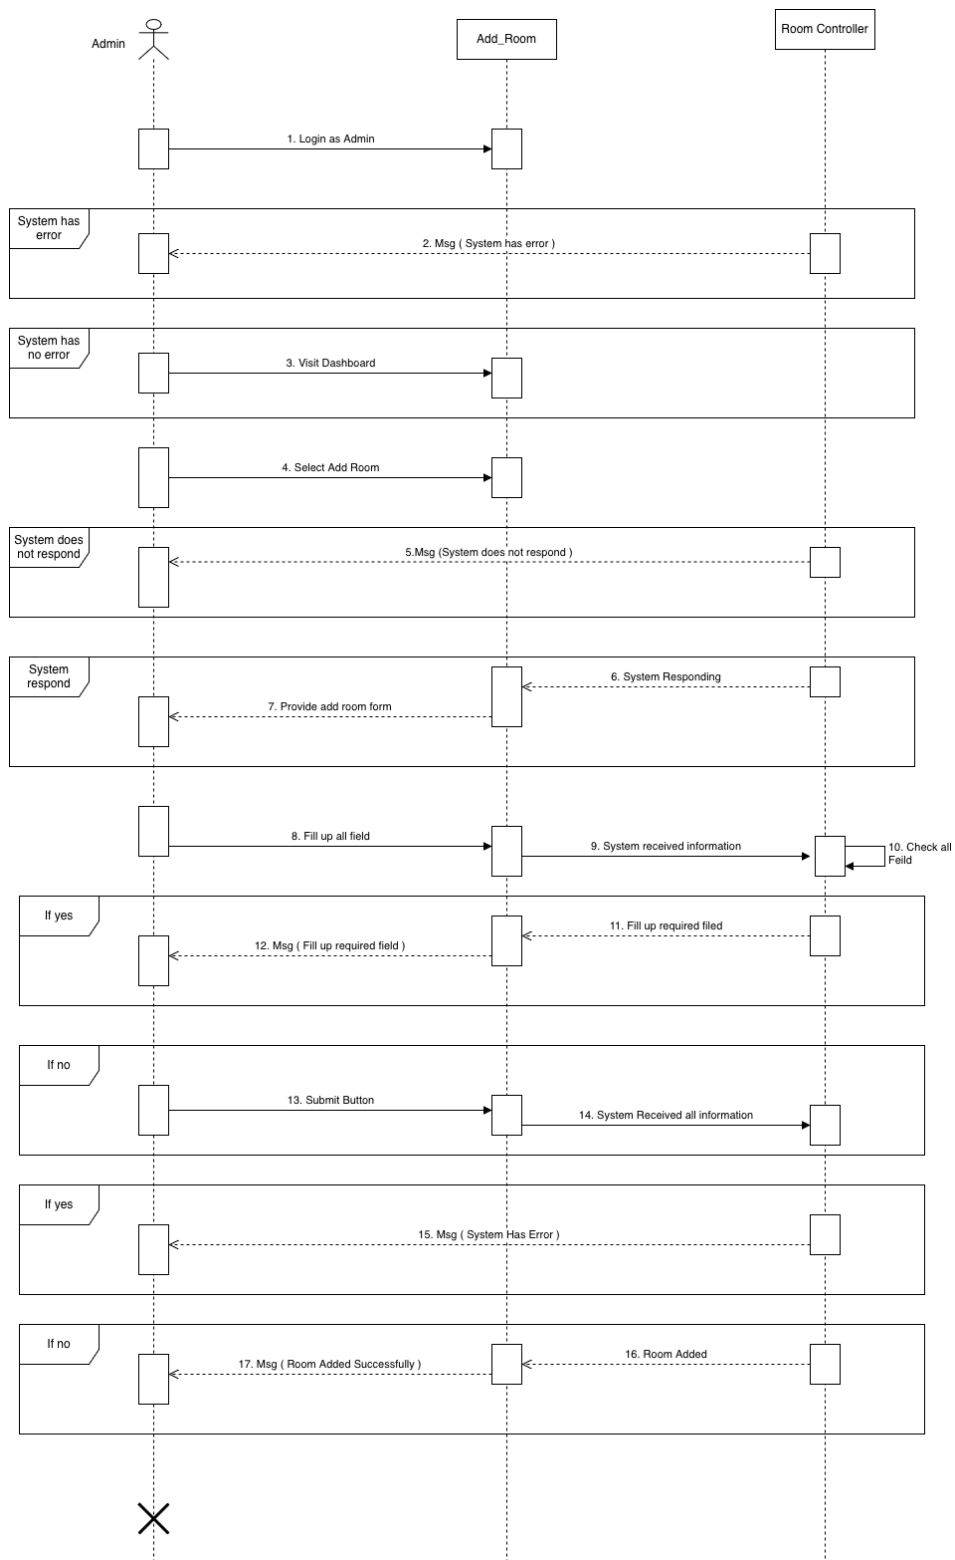 Admin
Add_Room
Room Controller
1. Login as Admin
System has
error
2. Msg ( System has error )
System has
no error
3. Visit Dashboard
4. Select Add Room
System does
not respond
5.Msg (System does not respond )
System
respond
6. System Responding
7. Provide add room form
8. Fill up all field
9. System received information
10. Check all
Feild
If yes
11. Fill up required filed
12. Msg ( Fill up required field )
If no
13. Submit Button
14. System Received all information
If yes
15. Msg ( System Has Error )
If no
16. Room Added
17. Msg ( Room Added Successfully )